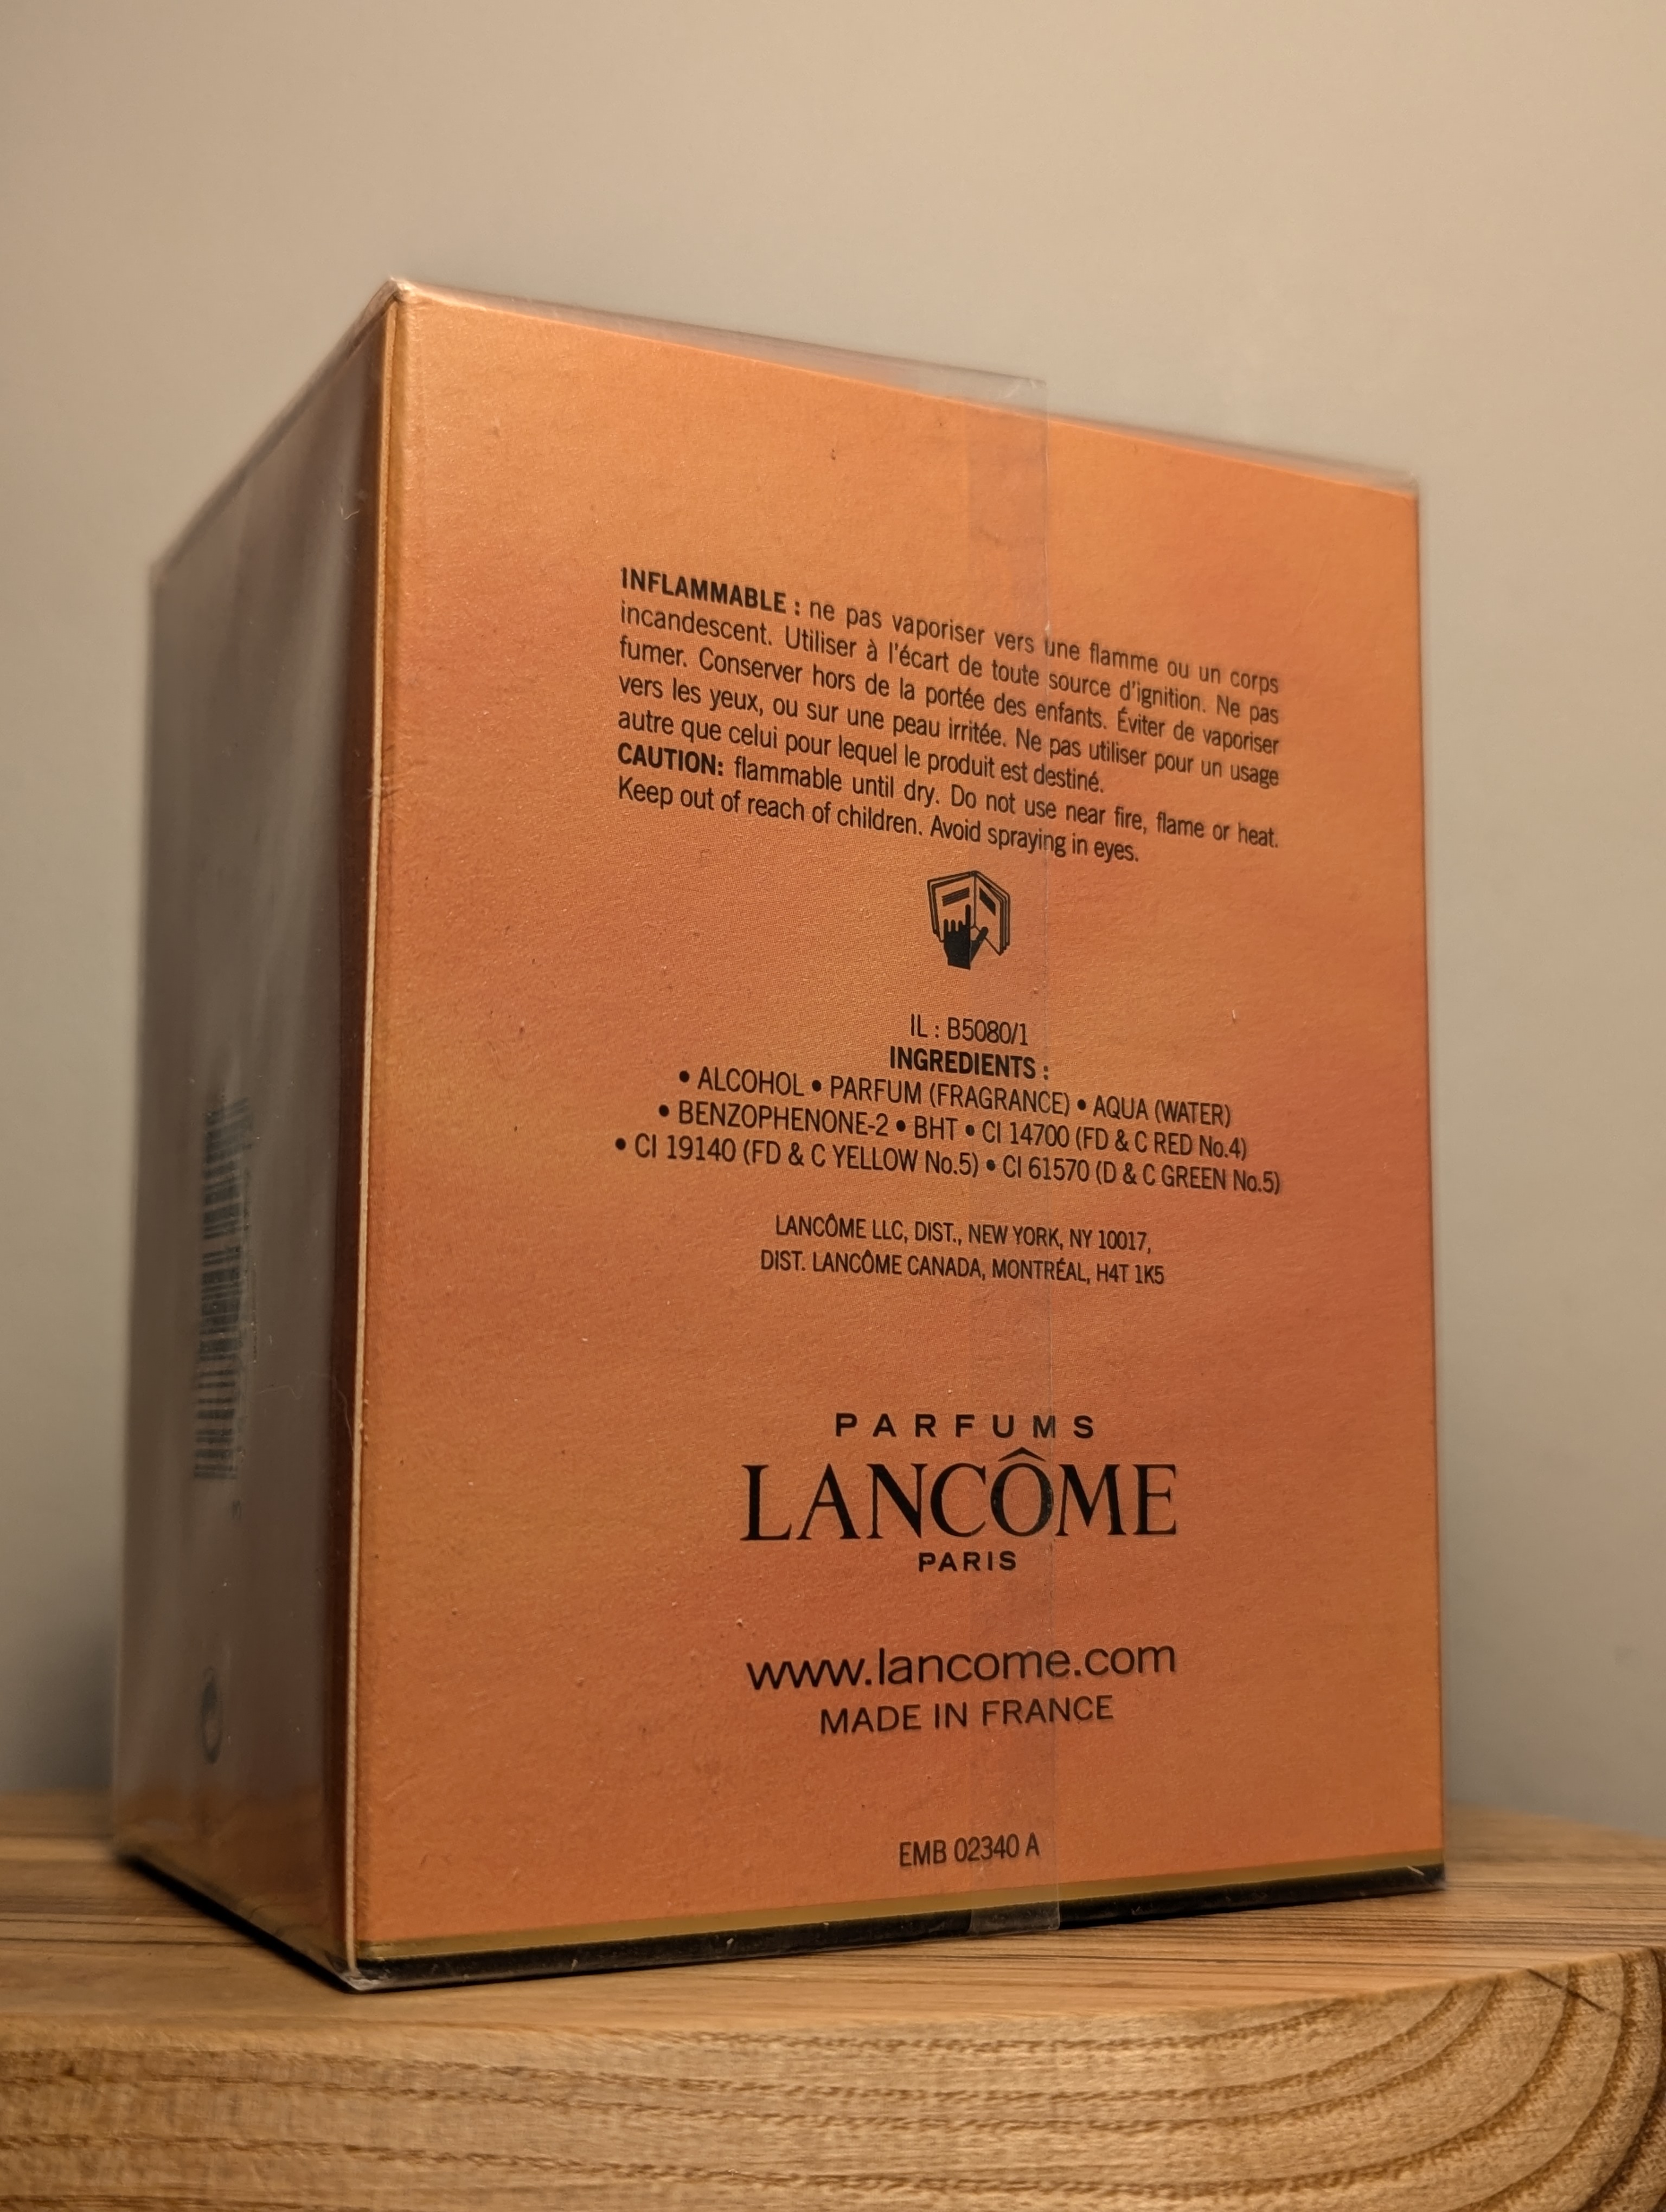 INFLAMMABLE : ne pas vaporiser vers une flamme ou un corps
incandescent. Utiliser à l'écart de toute source d'ignition. Ne pas
fumer. Conserver hors de la portée des enfants. Éviter de vaporiser
vers les yeux, ou sur une peau irritée. Ne pas utiliser pour un usage
autre que celui pour lequel le produit est destiné.
CAUTION: flammable until dry. Do not use near fire, flame or heat.
Keep out of reach of children. Avoid spraying in eyes.
IL : B5080/1
INGREDIENTS :
• ALCOHOL • PARFUM (FRAGRANCE) • AQUA (WATER)
• BENZOPHENONE-2 • BHT • CI 14700 (FD & C RED No.4)
• CI 19140 (FD & C YELLOW No.5) • CI 61570 (D & C GREEN No.5)
LANCÔME LLC, DIST., NEW YORK, NY 10017,
DIST. LANCÔME CANADA, MONTRÉAL, H4T 1K5
PARFUMS
LANCÔME
PARIS
www.lancome.com
MADE IN FRANCE
EMB 02340 A